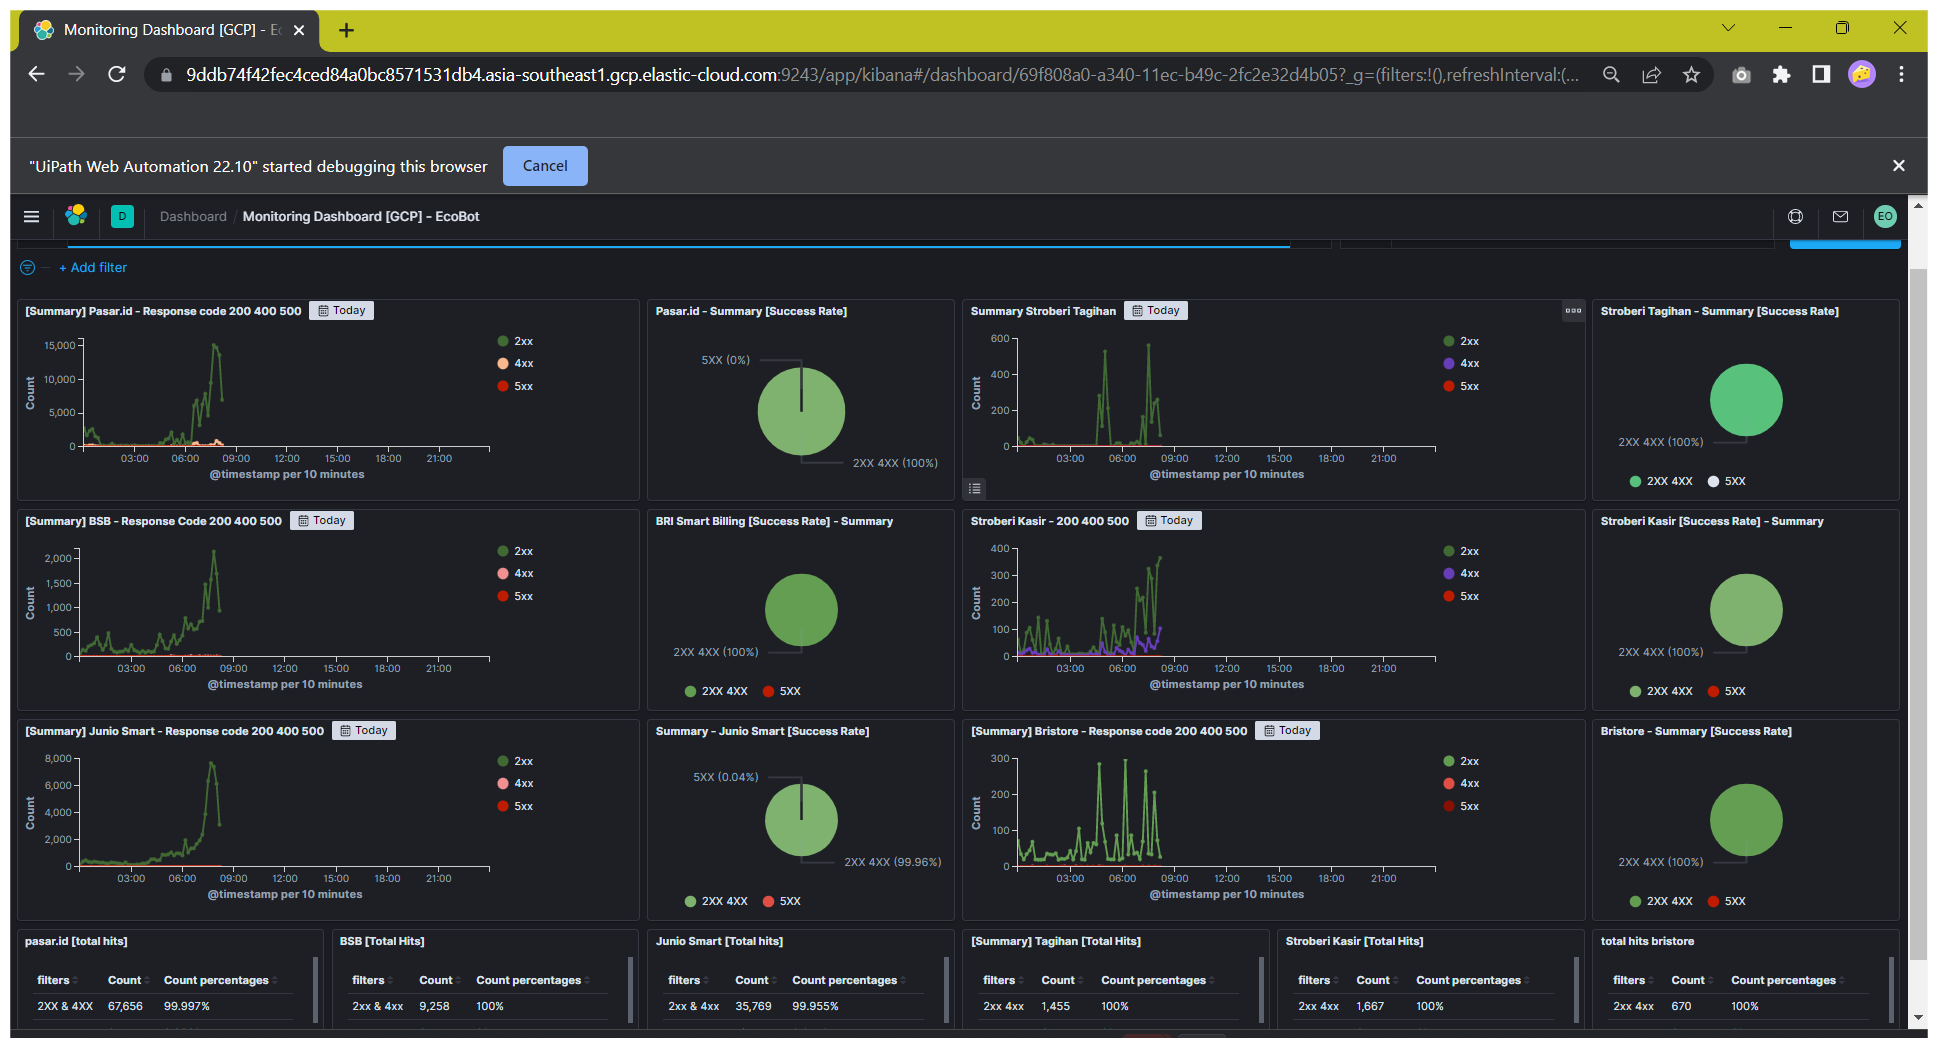 Monitoring Dashboard [GCP] - Ec
9ddb74f42fec4ced84a0bc8571531db4.asia-southeast1.gcp.elastic-cloud.com:9243/app/kibana#/dashboard/69f808a0-a340-11ec-b49c-2fc2e32d4b05?_g=(filters:!(),refreshInterval:(...
"UiPath Web Automation 22.10" started debugging this browser Cancel
D Dashboard / Monitoring Dashboard [GCP] - EcoBot EO
+ Add filter
[Summary] Pasar.id - Response code 200 400 500 Today
Count
15,000
10,000
5,000
0
03:00 06:00 09:00 12:00 15:00 18:00 21:00
@timestamp per 10 minutes
2xx
4xx
5xx
Pasar.id - Summary [Success Rate]
5XX (0%)
2XX 4XX (100%)
Summary Stroberi Tagihan Today
Count
600
400
200
0
03:00 06:00 09:00 12:00 15:00 18:00 21:00
@timestamp per 10 minutes
2xx
4xx
5xx
Stroberi Tagihan - Summary [Success Rate]
2XX 4XX (100%)
2XX 4XX 5XX
[Summary] BSB - Response Code 200 400 500 Today
Count
2,000
1,500
1,000
500
0
03:00 06:00 09:00 12:00 15:00 18:00 21:00
@timestamp per 10 minutes
2xx
4xx
5xx
BRI Smart Billing [Success Rate] - Summary
2XX 4XX (100%)
2XX 4XX 5XX
Stroberi Kasir - 200 400 500 Today
Count
400
300
200
100
0
03:00 06:00 09:00 12:00 15:00 18:00 21:00
@timestamp per 10 minutes
2xx
4xx
5xx
Stroberi Kasir [Success Rate] - Summary
2XX 4XX (100%)
2XX 4XX 5XX
[Summary] Junio Smart - Response code 200 400 500 Today
Count
8,000
6,000
4,000
2,000
0
03:00 06:00 09:00 12:00 15:00 18:00 21:00
@timestamp per 10 minutes
2xx
4xx
5xx
Summary - Junio Smart [Success Rate]
5XX (0.04%)
2XX 4XX (99.96%)
2XX 4XX 5XX
[Summary] Bristore - Response code 200 400 500 Today
Count
300
200
100
0
03:00 06:00 09:00 12:00 15:00 18:00 21:00
@timestamp per 10 minutes
2xx
4xx
5xx
Bristore - Summary [Success Rate]
2XX 4XX (100%)
2XX 4XX 5XX
pasar.id [total hits]
filters Count Count percentages
2XX & 4XX 67,656 99.997%
BSB [Total Hits]
filters Count Count percentages
2xx & 4xx 9,258 100%
Junio Smart [Total hits]
filters Count Count percentages
2xx & 4xx 35,769 99.955%
[Summary] Tagihan [Total Hits]
filters Count Count percentages
2xx 4xx 1,455 100%
Stroberi Kasir [Total Hits]
filters Count Count percentages
2xx 4xx 1,667 100%
total hits bristore
filters Count Count percentages
2xx 4xx 670 100%